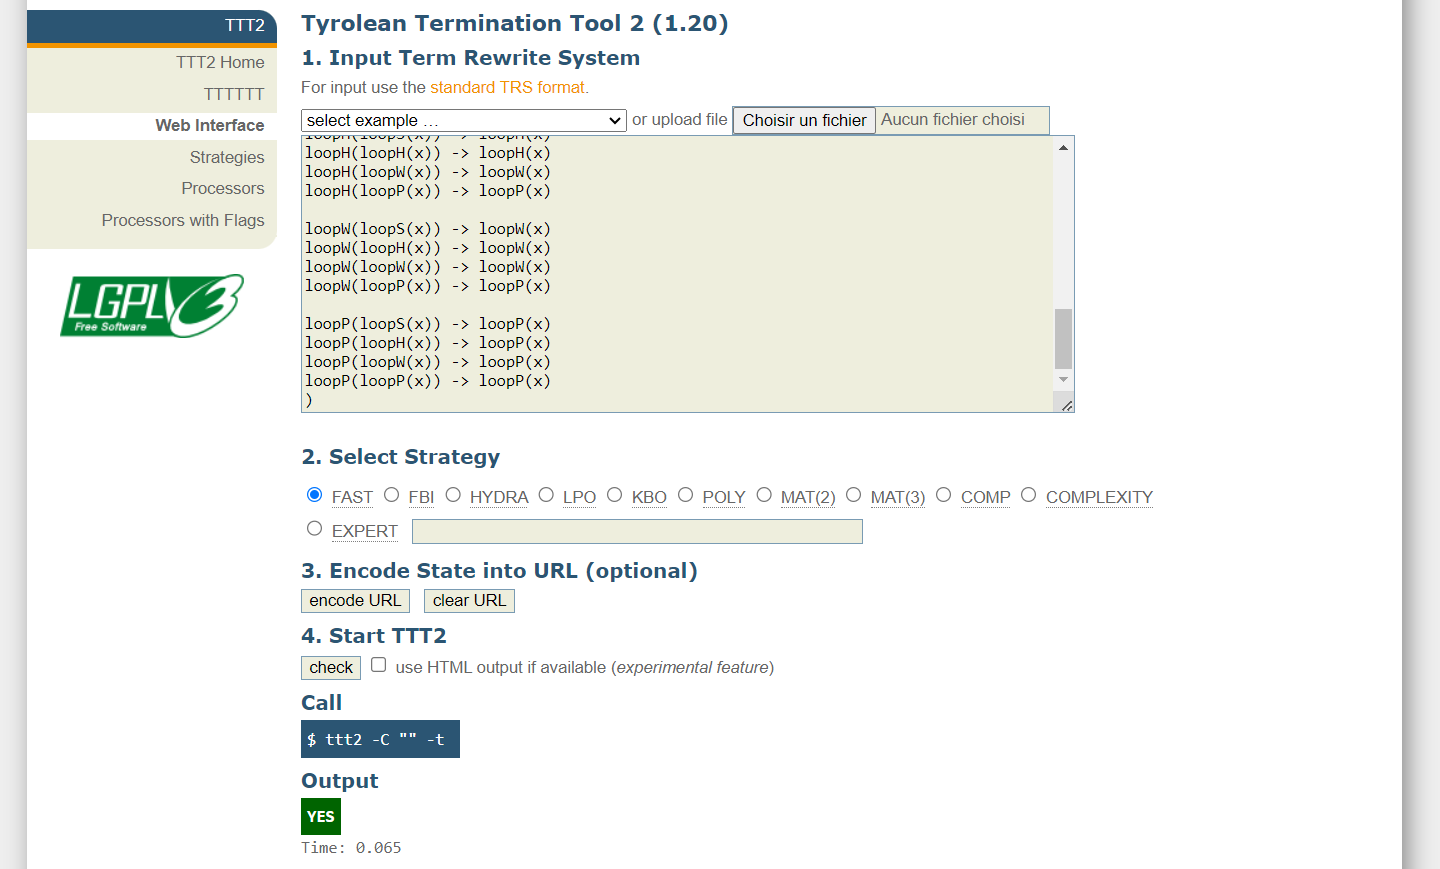 TTT2
TTT2 Home
TTTTTT
Web Interface
Strategies
Processors
Processors with Flags
LGPLV3
Free Software
Tyrolean Termination Tool 2 (1.20)
1. Input Term Rewrite System
For input use the standard TRS format.
select example ... or upload file Choisir un fichier Aucun fichier choisi
loopH(loopS(x)) -> loopH(x)
loopH(loopH(x)) -> loopH(x)
loopH(loopW(x)) -> loopW(x)
loopH(loopP(x)) -> loopP(x)
loopW(loopS(x)) -> loopW(x)
loopW(loopH(x)) -> loopW(x)
loopW(loopW(x)) -> loopW(x)
loopW(loopP(x)) -> loopP(x)
loopP(loopS(x)) -> loopP(x)
loopP(loopH(x)) -> loopP(x)
loopP(loopW(x)) -> loopP(x)
loopP(loopP(x)) -> loopP(x)
)
2. Select Strategy
FAST FBI HYDRA LPO KBO POLY MAT(2) MAT(3) COMP COMPLEXITY
EXPERT
3. Encode State into URL (optional)
encode URL clear URL
4. Start TTT2
check use HTML output if available (experimental feature)
Call
$ ttt2 -C "" -t
Output
YES
Time: 0.065